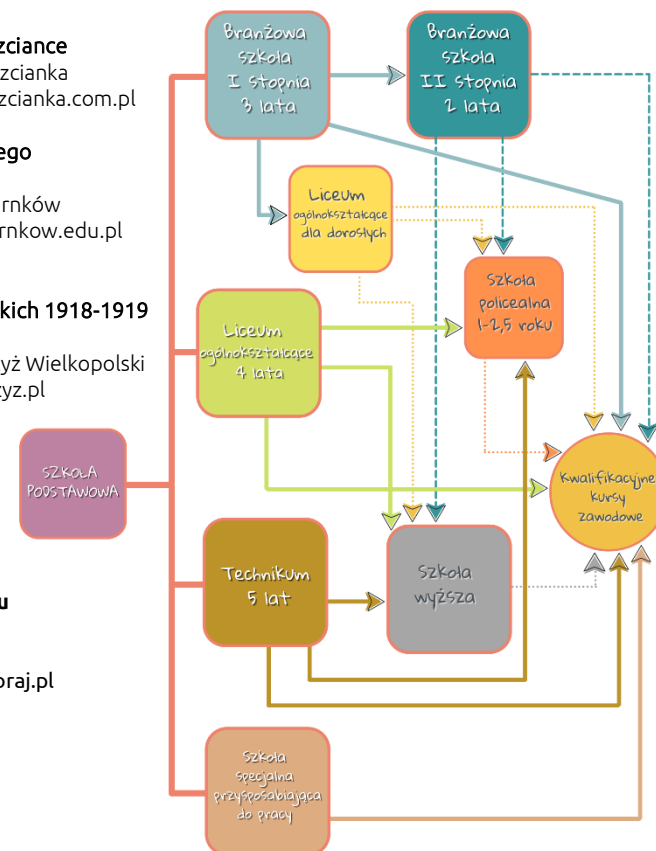 zciance
zcianka
zcianka.com.pl
ego
rnków
rnkow.edu.pl
kich 1918-1919
yż Wielkopolski
zyz.pl
u
oraj.pl
SZKOŁA
PODSTAWOWA
Branżowa
szkoła
I stopnia
3 lata
Branżowa
szkoła
II stopnia
2 lata
Liceum
ogólnokształcące
dla dorosłych
Szkoła
policealna
1-2,5 roku
Liceum
ogólnokształcące
4 lata
kwalifikacyjne
kursy
zawodowe
Technikum
5 lat
Szkoła
wyższa
Szkoła
specjalna
przysposabiająca
do pracy